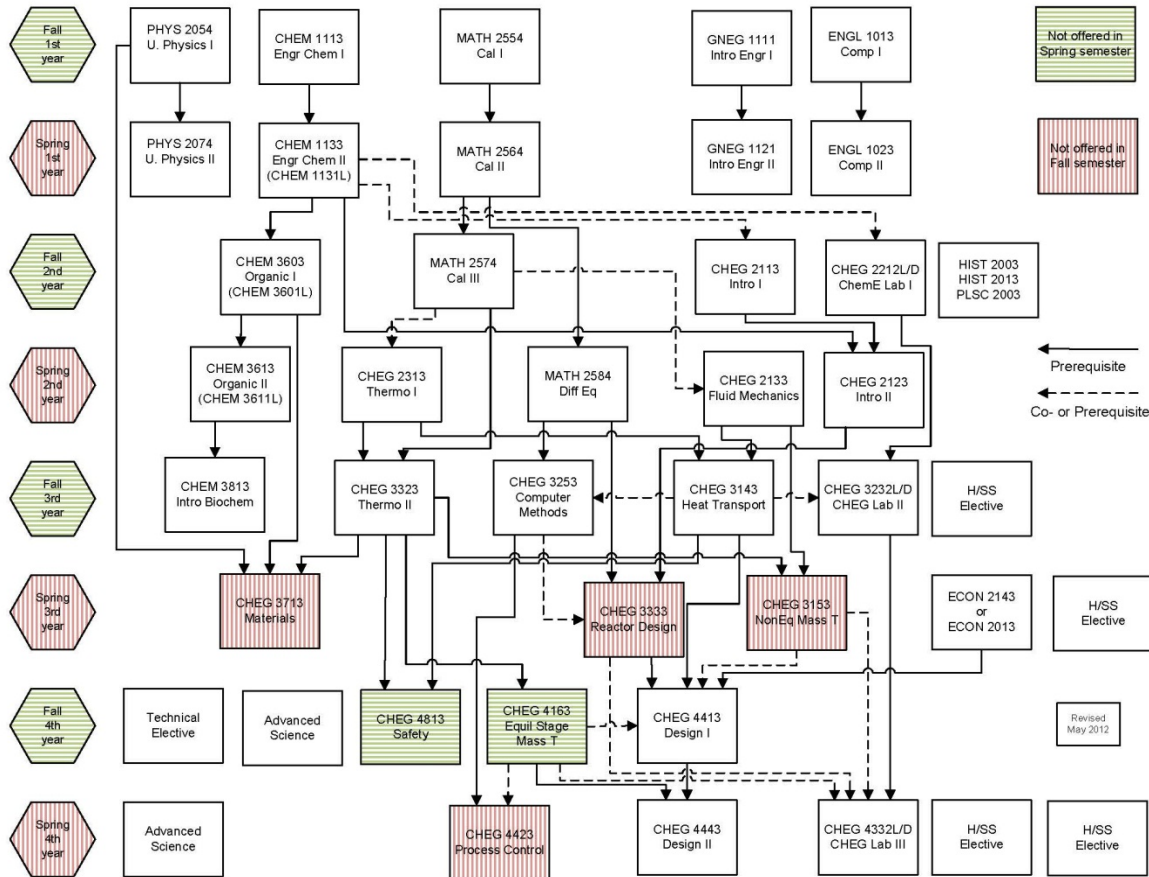 Fall
1st
year
PHYS 2054
U. Physics I
CHEM 1113
Engr Chem I
MATH 2554
Cal I
GNEG 1111
Intro Engr I
ENGL 1013
Comp I
Not offered in
Spring semester
Spring
1st
year
PHYS 2074
U. Physics II
CHEM 1133
Engr Chem II
(CHEM 1131L)
MATH 2564
Cal II
GNEG 1121
Intro Engr II
ENGL 1023
Comp II
Not offered in
Fall semester
Fall
2nd
year
CHEM 3603
Organic I
(CHEM 3601L)
MATH 2574
Cal III
CHEG 2113
Intro I
CHEG 2212L/D
ChemE Lab I
HIST 2003
HIST 2013
PLSC 2003
Spring
2nd
year
CHEM 3613
Organic II
(CHEM 3611L)
CHEG 2313
Thermo I
MATH 2584
Diff Eq
CHEG 2133
Fluid Mechanics
CHEG 2123
Intro II
Prerequisite
Co- or Prerequisite
Fall
3rd
year
CHEM 3813
Intro Biochem
CHEG 3323
Thermo II
CHEG 3253
Computer
Methods
CHEG 3143
Heat Transport
CHEG 3232L/D
CHEG Lab II
H/SS
Elective
Spring
3rd
year
CHEG 3713
Materials
CHEG 3333
Reactor Design
CHEG 3153
NonEq Mass T
ECON 2143
or
ECON 2013
H/SS
Elective
Fall
4th
year
Technical
Elective
Advanced
Science
CHEG 4813
Safety
CHEG 4163
Equil Stage
Mass T
CHEG 4413
Design I
Revised
May 2012
Spring
4th
year
Advanced
Science
CHEG 4423
Process Control
CHEG 4443
Design II
CHEG 4332L/D
CHEG Lab III
H/SS
Elective
H/SS
Elective